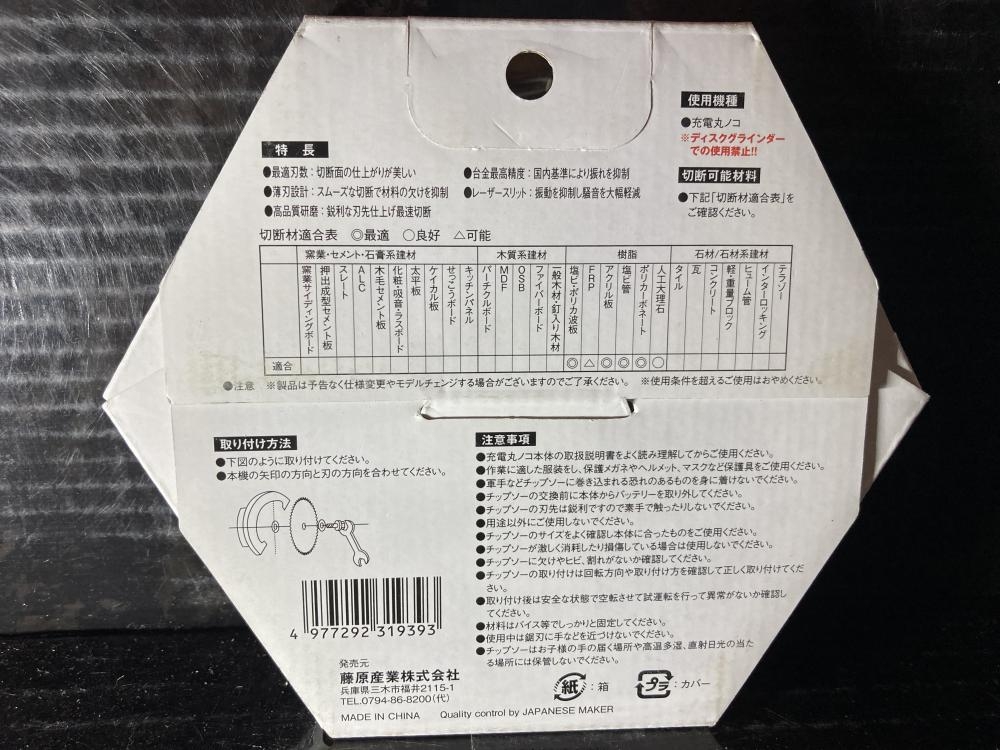 使用機種
●充電丸ノコ
※ディスクグラインダー
での使用禁止!!
切断可能材料
●下記「切断材適合表」を
ご確認ください。
特 長
●最適刃数：切断面の仕上がりが美しい
●台金最高精度：国内基準により振れを抑制
●薄刃設計：スムーズな切断で材料の欠けを抑制
●レーザースリット：振動を抑制し騒音を大幅軽減
●高品質研磨：鋭利な刃先仕上げ最速切断
切断材適合表 ◎最適 ○良好 △可能
窯業・セメント・石膏系建材 木質系建材 樹脂 石材/石材系建材
窯業サイディングボード
押出成型セメント板
スレート
ALC
木毛セメント板
化粧・吸音・ラスボード
太平板
ケイカル板
せっこうボード
キッチンパネル
パーチクルボード
MDF
OSB
ファイバーボード
一般木材・釘入り木材
塩ビ・ポリカ波板
FRP
アクリル板
塩ビ管
ポリカーボネート
人工大理石
タイル
瓦
コンクリート
軽・重量ブロック
ヒューム管
インターロッキング
テラゾー
適合 ◎ △ ◎ ◎ ◎ ○
●注意 ※製品は予告なく仕様変更やモデルチェンジする場合がございますのでご了承ください。 ※使用条件を超えるご使用はおやめください。
取り付け方法
●下図のように取り付けてください。
●本機の矢印の方向と刃の方向を合わせてください。
注意事項
●充電丸ノコ本体の取扱説明書をよく読み理解してからご使用ください。
●作業に適した服装をし、保護メガネやヘルメット、マスクなど保護具をご使用ください。
●軍手などチップソーに巻き込まれる恐れのあるものを身に着けないでください。
●チップソーの交換前に本体からバッテリーを取り外してください。
●チップソーの刃先は鋭利ですので素手で触ったりしないでください。
●用途以外にご使用しないでください。
●チップソーのサイズをよく確認し本体に合ったものをご使用ください。
●チップソーが激しく消耗したり損傷している場合は使用しないでください。
●チップソーに欠けやヒビ、割れがないか確認してください。
●チップソーの取り付けは回転方向や取り付け方を確認して正しく取り付けてくだ
さい。
●取り付け後は安全な状態で空転させて試運転を行って異常がないか確認し
てください。
●材料はバイス等でしっかりと固定してください。
●使用中は鋸刃に手などを近づけないでください。
●チップソーはお子様の手の届く場所や高温多湿、直射日光の当た
る場所には保管しないでください。
4 977292 319393
発売元
藤原産業株式会社
兵庫県三木市福井2115-1
TEL.0794-86-8200(代)
紙：箱
プラ：カバー
MADE IN CHINA Quality control by JAPANESE MAKER